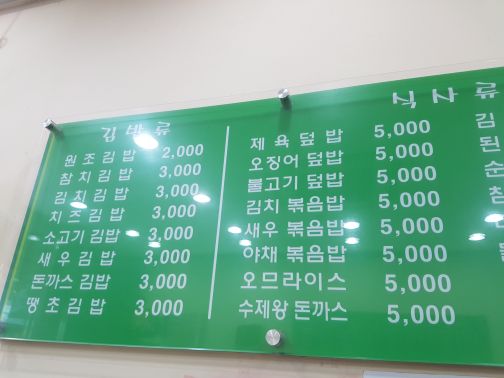 김밥류
원조김밥 2,000
참치김밥 3,000
김치김밥 3,000
치즈김밥 3,000
소고기김밥 3,000
새우김밥 3,000
돈까스김밥 3,000
땡초김밥 3,000
식사류
제육덮밥 5,000
오징어덮밥 5,000
불고기덮밥 5,000
김치볶음밥 5,000
새우볶음밥 5,000
야채볶음밥 5,000
오므라이스 5,000
수제왕돈까스 5,000
김
된
순